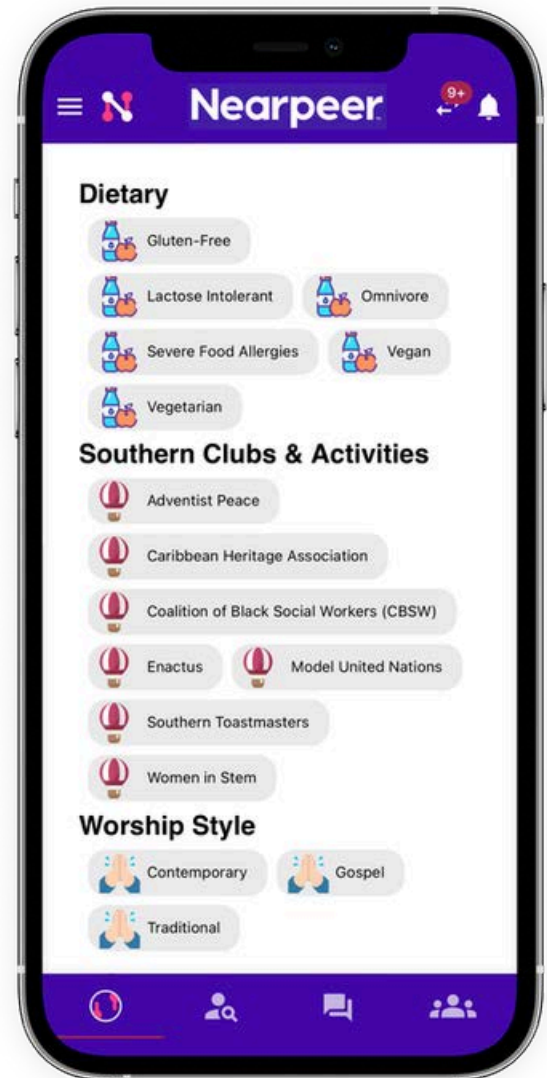 Nearpeer
9+
Dietary
Gluten-Free
Lactose Intolerant Omnivore
Severe Food Allergies Vegan
Vegetarian
Southern Clubs & Activities
Adventist Peace
Caribbean Heritage Association
Coalition of Black Social Workers (CBSW)
Enactus Model United Nations
Southern Toastmasters
Women in Stem
Worship Style
Contemporary Gospel
Traditional